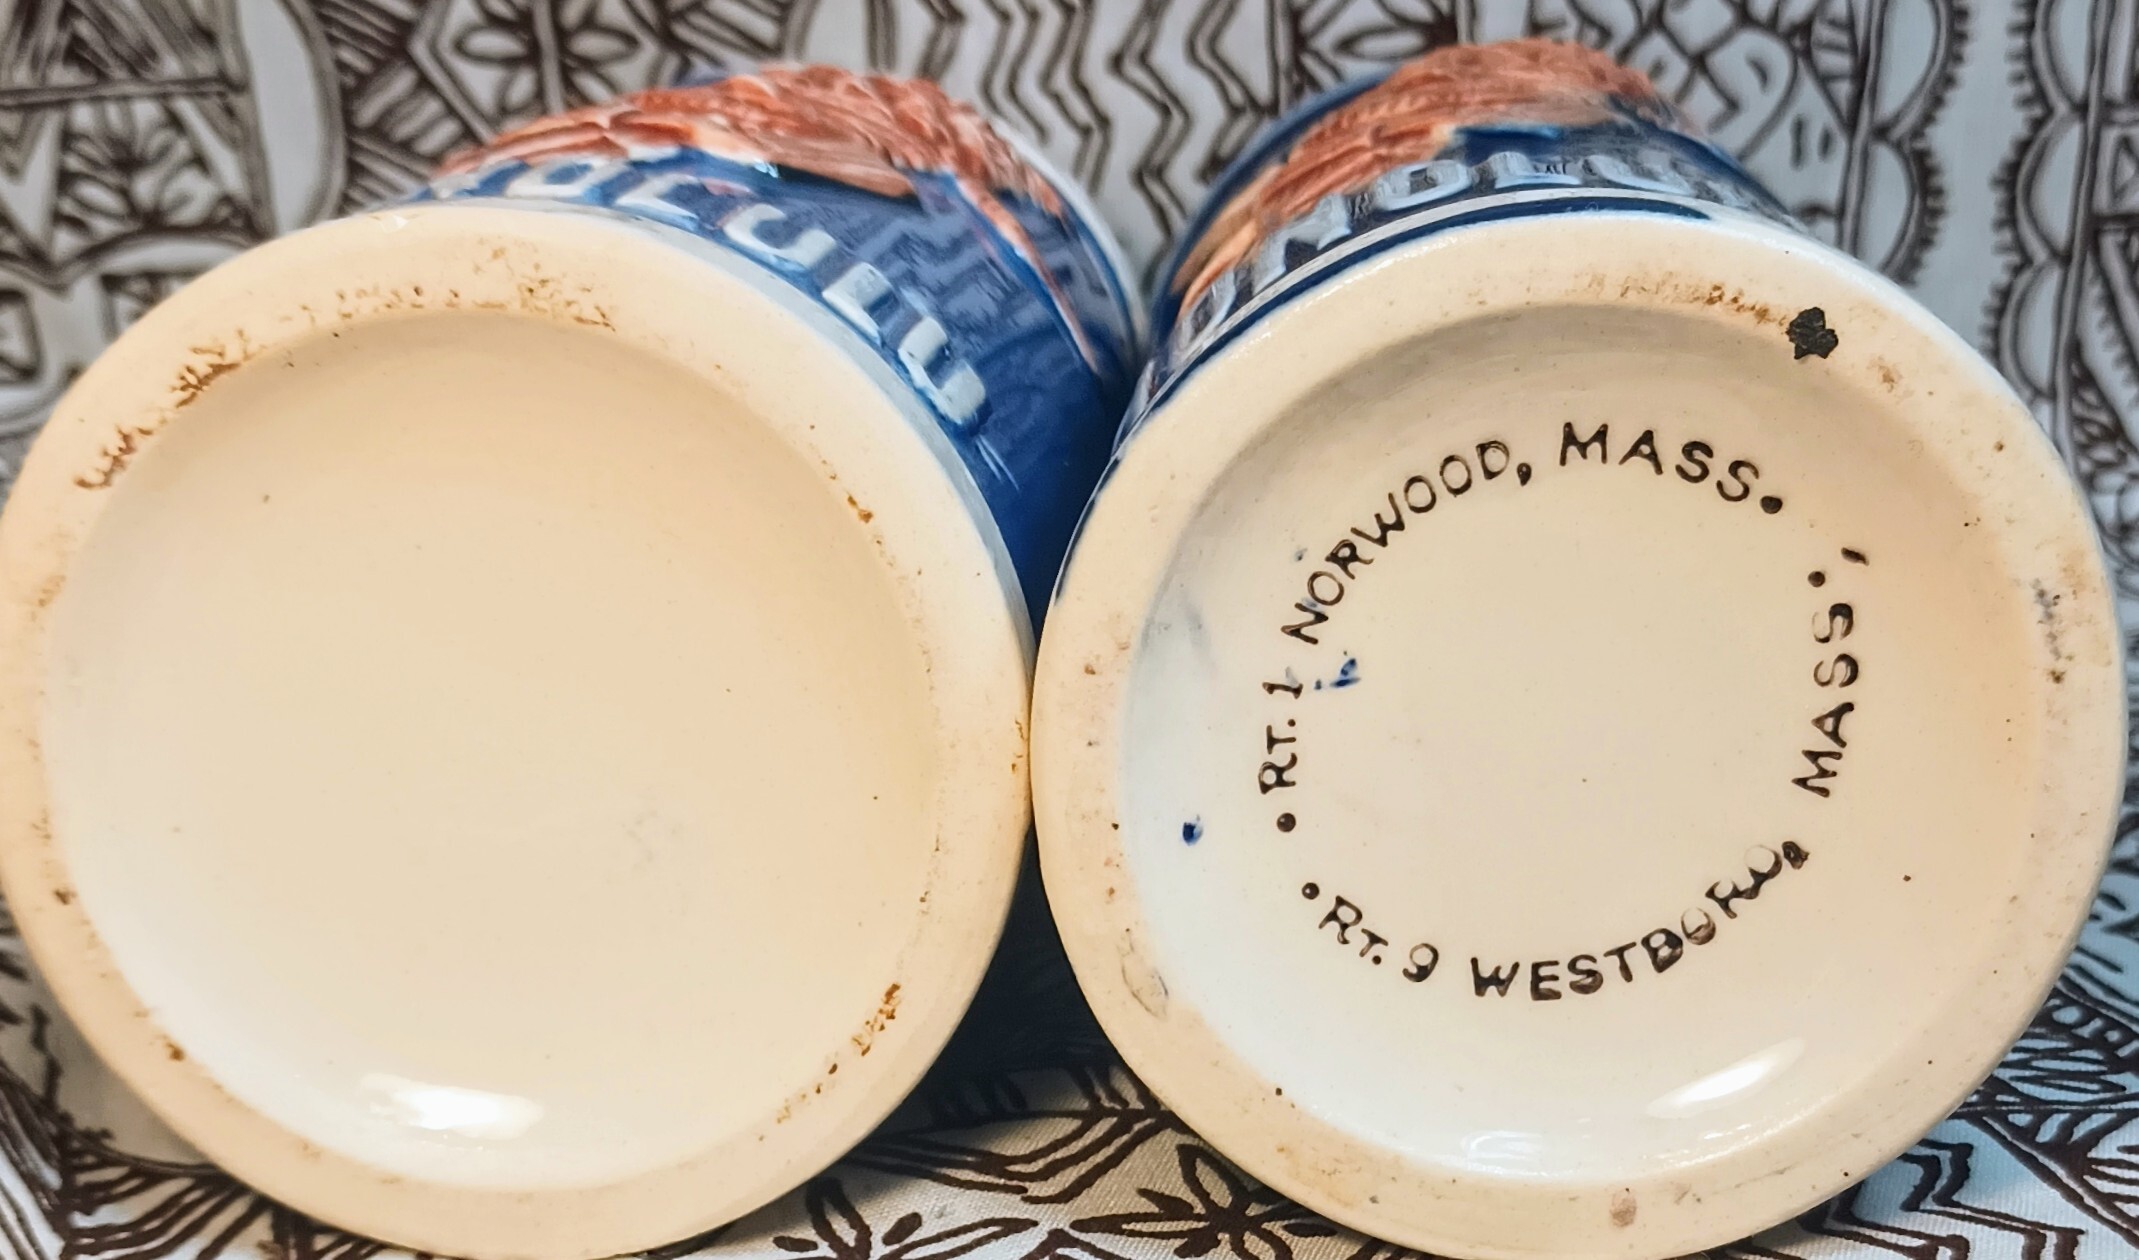 • RT. 1 NORWOOD, MASS.
• RT. 9 WESTBORO, MASS.,